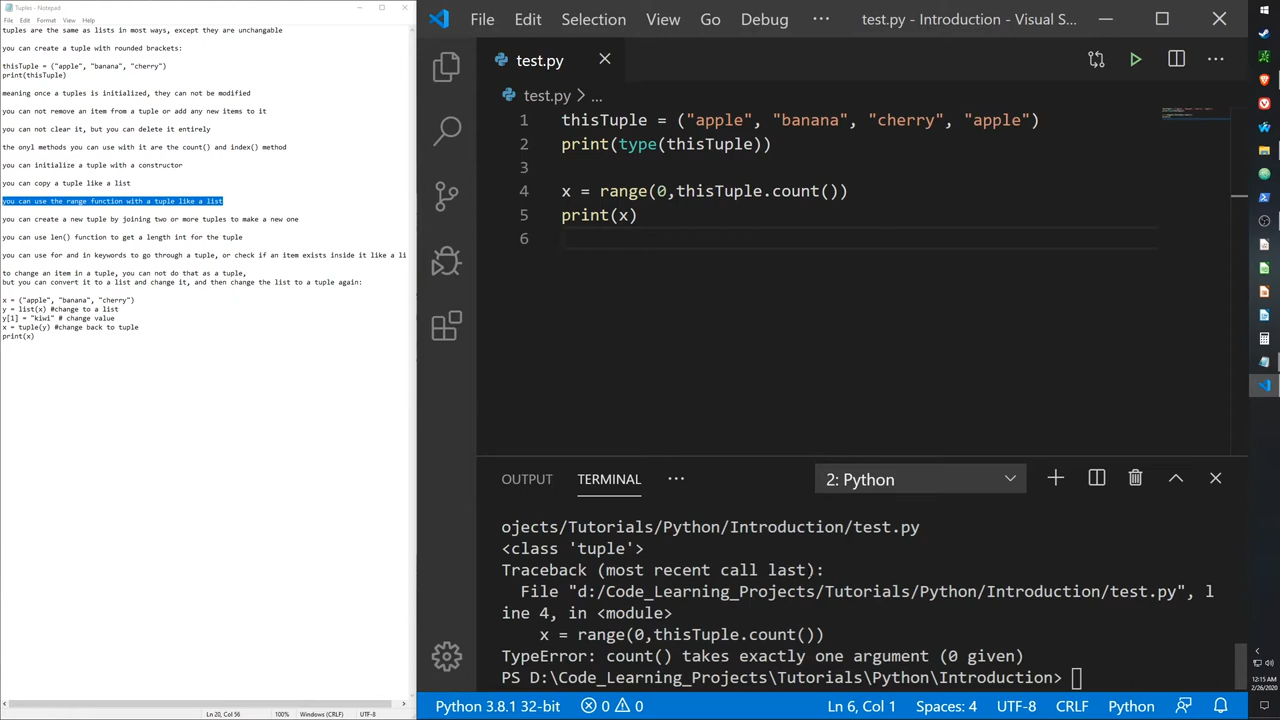 Tuples - Notepad
File Edit Format View Help
tuples are the same as lists in most ways, except they are unchangable
you can create a tuple with rounded brackets:
thisTuple = ("apple", "banana", "cherry")
print(thisTuple)
meaning once a tuples is initialized, they can not be modified
you can not remove an item from a tuple or add any new items to it
you can not clear it, but you can delete it entirely
the onyl methods you can use with it are the count() and index() method
you can initialize a tuple with a constructor
you can copy a tuple like a list
you can use the range function with a tuple like a list
you can create a new tuple by joining two or more tuples to make a new one
you can use len() function to get a length int for the tuple
you can use for and in keywords to go through a tuple, or check if an item exists inside it like a li
to change an item in a tuple, you can not do that as a tuple,
but you can convert it to a list and change it, and then change the list to a tuple again:
x = ("apple", "banana", "cherry")
y = list(x) #change to a list
y[1] = "kiwi" # change value
x = tuple(y) #change back to tuple
print(x)
Ln 20, Col 56 100% Windows (CRLF) UTF-8
File Edit Selection View Go Debug ··· test.py - Introduction - Visual S...
test.py
test.py > ...
1 thisTuple = ("apple", "banana", "cherry", "apple")
2 print(type(thisTuple))
3
4 x = range(0,thisTuple.count())
5 print(x)
6
OUTPUT TERMINAL ··· 2: Python
ojects/Tutorials/Python/Introduction/test.py
<class 'tuple'>
Traceback (most recent call last):
File "d:/Code_Learning_Projects/Tutorials/Python/Introduction/test.py", l
ine 4, in <module>
x = range(0,thisTuple.count())
TypeError: count() takes exactly one argument (0 given)
PS D:\Code_Learning_Projects\Tutorials\Python\Introduction>
Python 3.8.1 32-bit 0 0 Ln 6, Col 1 Spaces: 4 UTF-8 CRLF Python
12:15 AM
2/26/2020